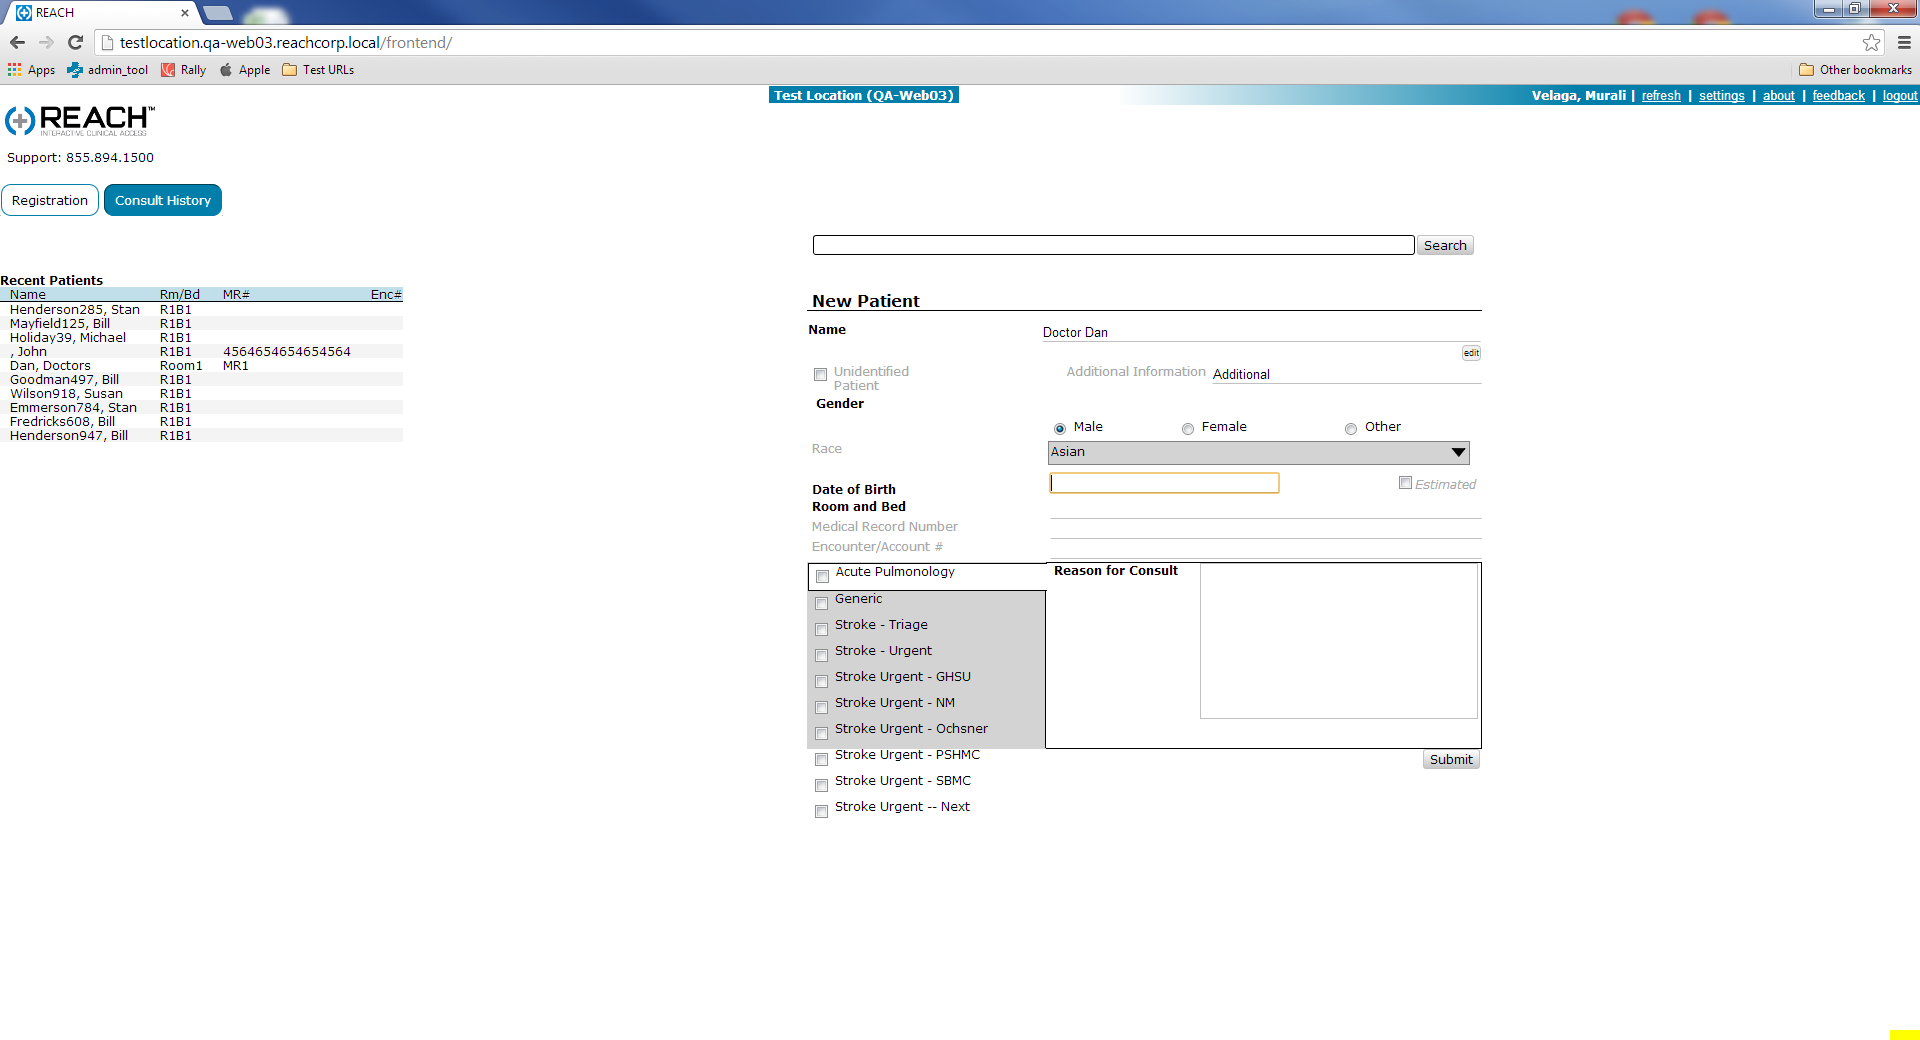 REACH
testlocation.qa-web03.reachcorp.local/frontend/
Apps admin_tool Rally Apple Test URLs Other bookmarks
Test Location (QA-Web03) Velaga, Murali | refresh | settings | about | feedback | logout
REACH™
INTERACTIVE CLINICAL ACCESS
Support: 855.894.1500
Registration Consult History
Search
Recent Patients
Name Rm/Bd MR# Enc#
Henderson285, Stan R1B1
Mayfield125, Bill R1B1
Holiday39, Michael R1B1
, John R1B1 4564654654654564
Dan, Doctors Room1 MR1
Goodman497, Bill R1B1
Wilson918, Susan R1B1
Emmerson784, Stan R1B1
Fredricks608, Bill R1B1
Henderson947, Bill R1B1
New Patient
Name Doctor Dan
edit
Unidentified
Patient
Additional Information Additional
Gender
Male Female Other
Race Asian
Date of Birth Estimated
Room and Bed
Medical Record Number
Encounter/Account #
Acute Pulmonology
Generic
Stroke - Triage
Stroke - Urgent
Stroke Urgent - GHSU
Stroke Urgent - NM
Stroke Urgent - Ochsner
Stroke Urgent - PSHMC
Stroke Urgent - SBMC
Stroke Urgent -- Next
Reason for Consult
Submit